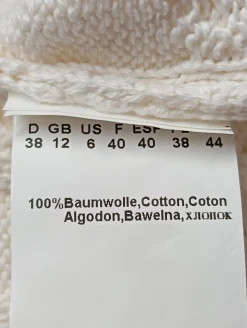 D GB US F ESP
38 12 6 40 40 38 44
100%Baumwolle,Cotton,Coton
Algodon,Bawelna,хлопок